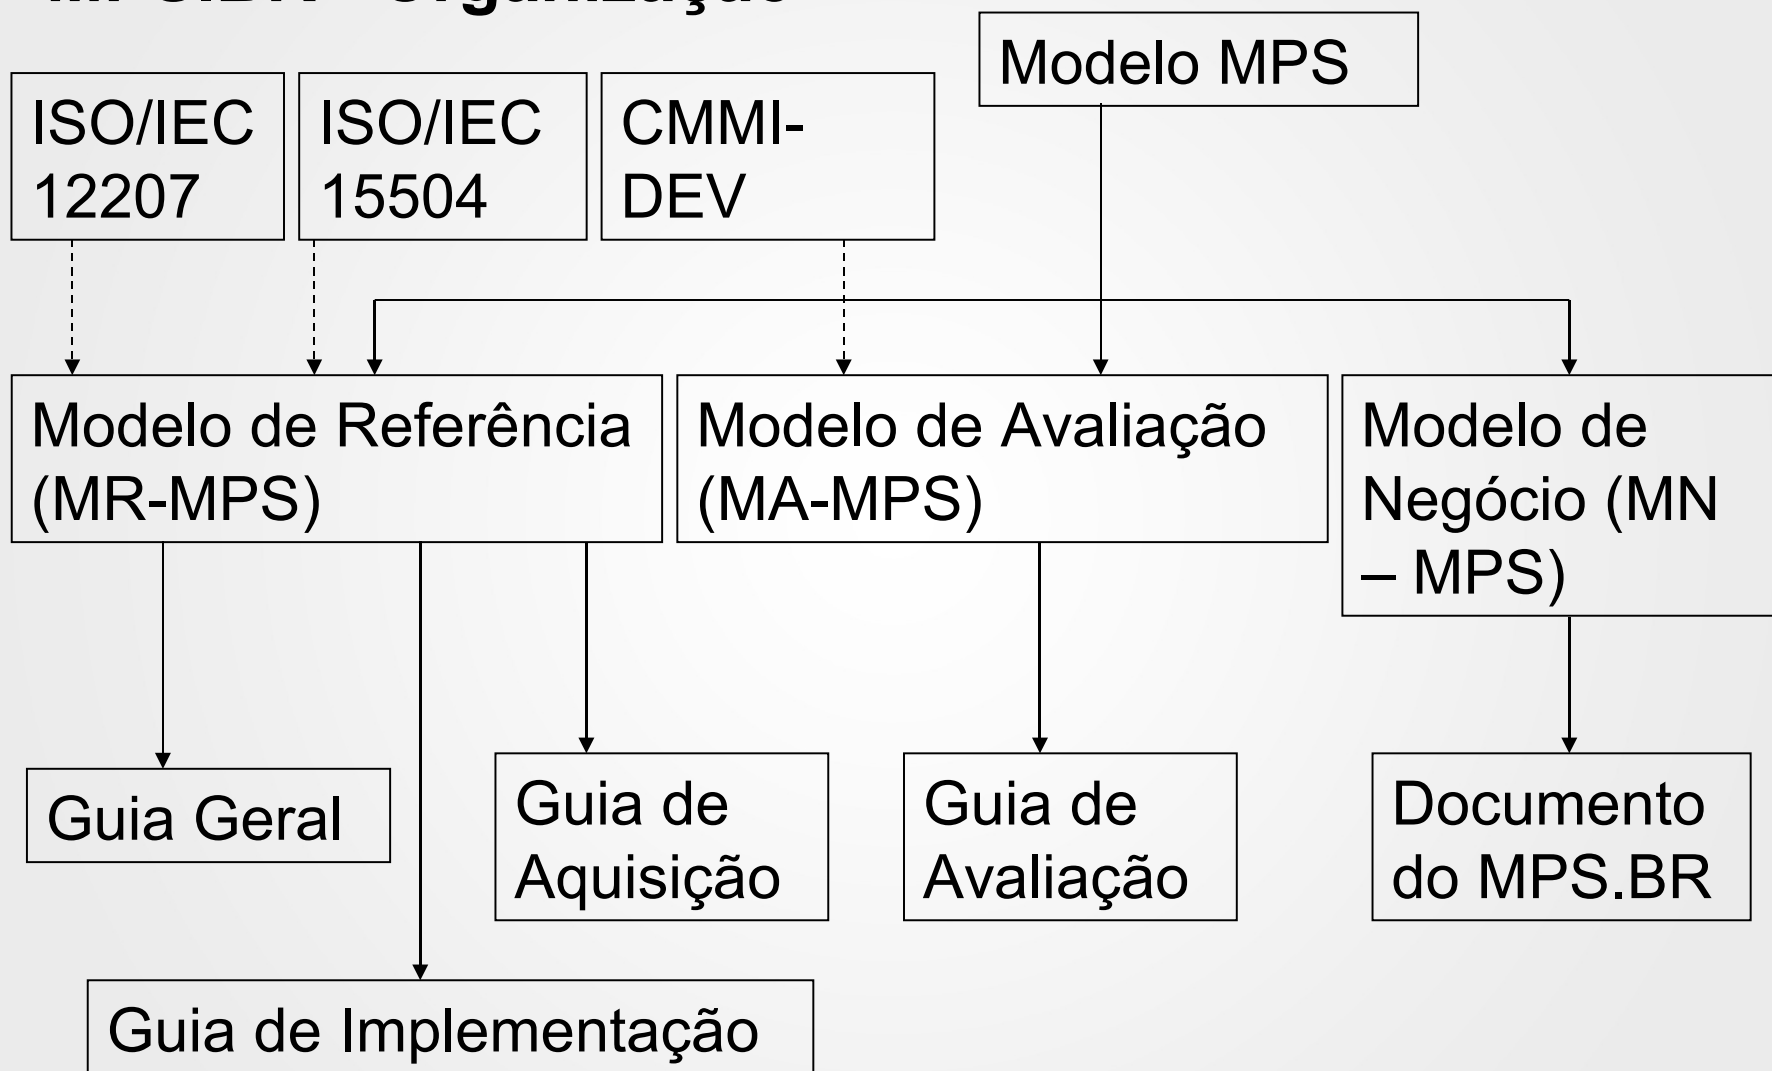 Modelo MPS
ISO/IEC
12207
ISO/IEC
15504
CMMI-
DEV
Modelo de Referência
(MR-MPS)
Modelo de Avaliação
(MA-MPS)
Modelo de
Negócio (MN
– MPS)
Guia Geral
Guia de
Aquisição
Guia de
Avaliação
Documento
do MPS.BR
Guia de Implementação